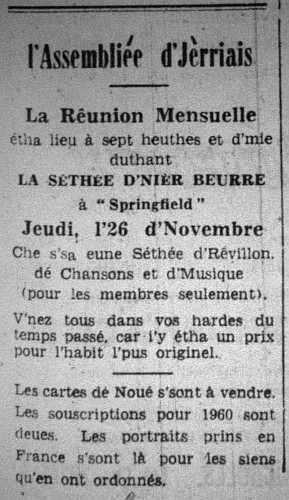 l'Assembliée d'Jèrriais
La Rêunion Mensuelle
étha lieu à sept heuthes et d'mie
duthant
LA SÉTHÉE D'NIÈR BEURRE
à "Springfield"
Jeudi, l'26 d'Novembre
Che s'sa eune Séthée d'Rêvillon.
dé Chansons et d'Musique
(pour les membres seulement).
V'nez tous dans vos hardes du
temps passé, car i'y étha un prix
pour l'habit l'pus originel.
Les cartes de Noué s'sont à vendre.
Les souscriptions pour 1960 sont
deues. Les portraits prins en
France s'sont là pour les siens
qu'en ont ordonnés.